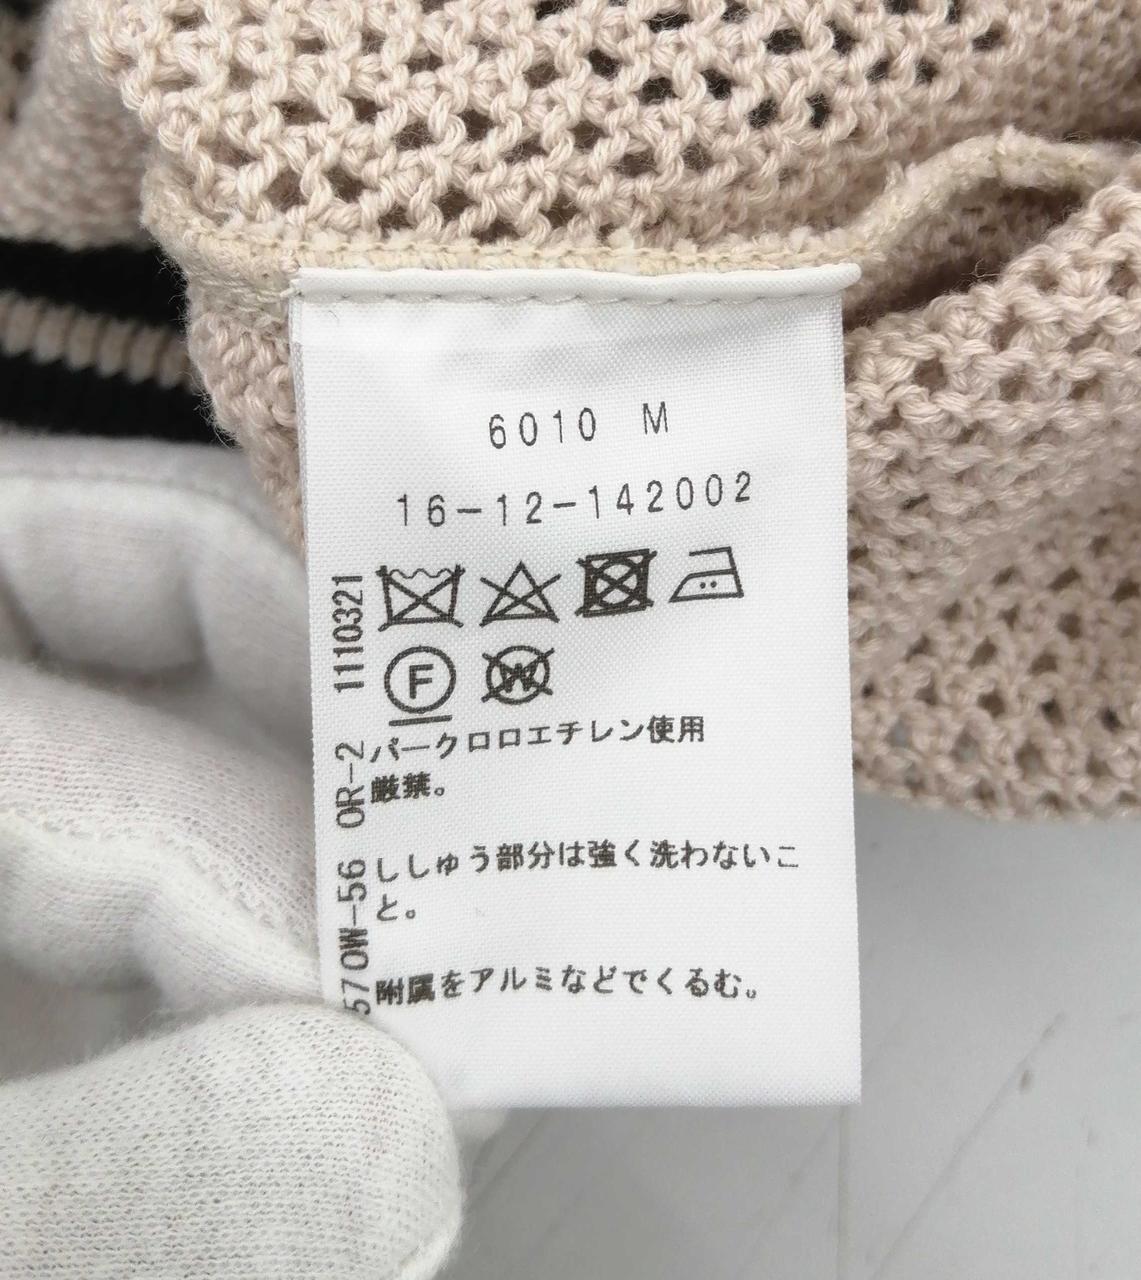 6010 M
16-12-142002
F
W
パークロロエチレン使用
厳禁。
ししゅう部分は強く洗わないこ
と。
附属をアルミなどでくるむ。
570W-56 0R-2 1110321